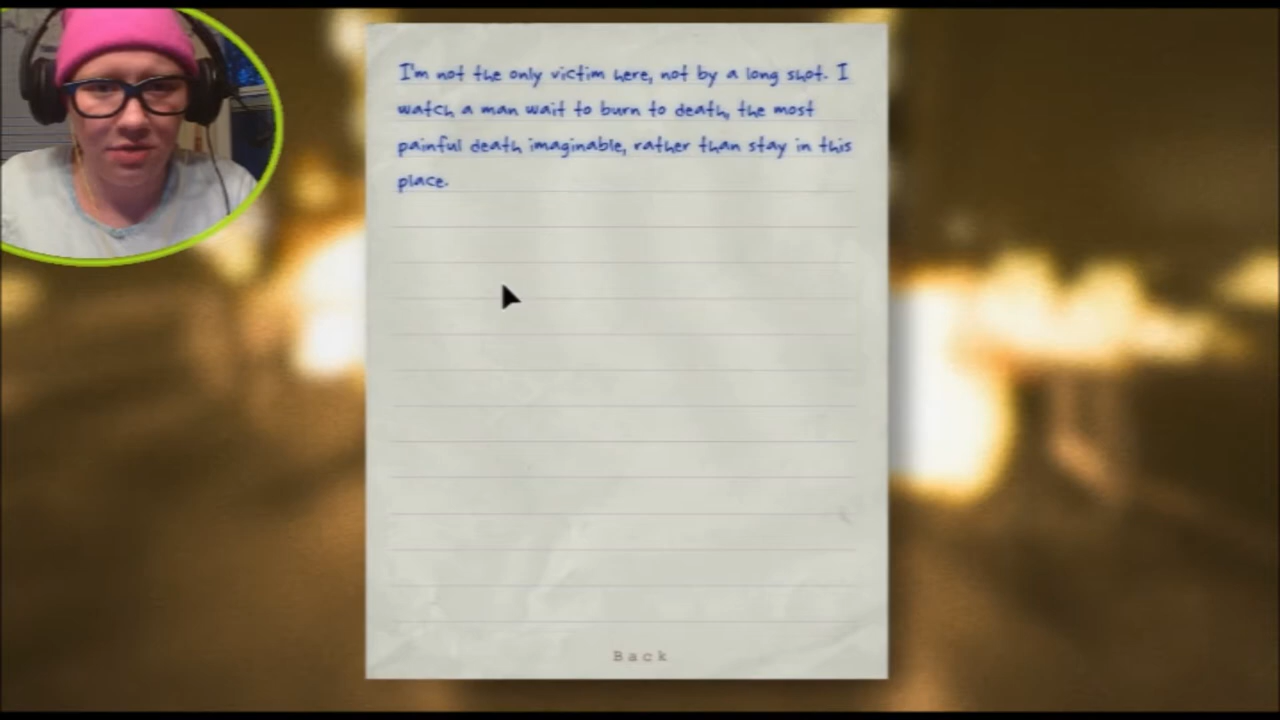 I'm not the only victim here, not by a long shot. I
watch a man wait to burn to death, the most
painful death imaginable, rather than stay in this
place.
Back